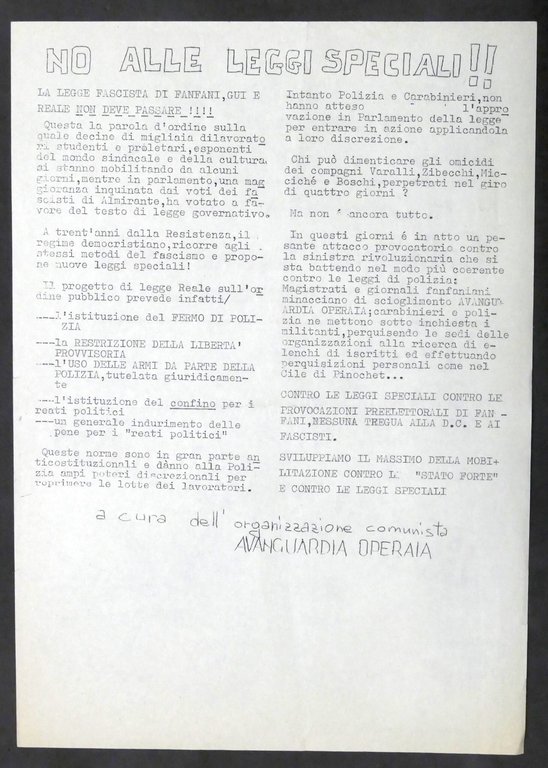 NO ALLE LEGGI SPECIALI!!
LA LEGGE FASCISTA DI FANFANI,GUI E
REALE NON DEVE PASSARE !!!!
Questa la parola d'ordine sulla
quale decine di migliaia dilavorato
ri studenti e proletari,esponenti
del mondo sindacale e della cultura,
si stanno mobilitando da alcuni
giorni,mentre in parlamento,una mag
gioranza inquinata dai voti dei fa
scisti di Almirante,ha votato a fa-
vore del testo di legge governativo.
A trent'anni dalla Resistenza,il
regime democristiano,ricorre agli
stessi metodi del fascismo e propo-
ne nuove leggi speciali!
Il progetto di legge Reale sull'or
dine pubblico prevede infatti/
---l'istituzione del FERMO DI POLI-
ZIA
---la RESTRIZIONE DELLA LIBERTA'
PROVVISORIA
---l'USO DELLE ARMI DA PARTE DELLA
POLIZIA,tutelata giuridicamen-
te
---l'istituzione del confino per i
reati politici
---un generale indurimento delle
pene per i "reati politici"
Queste norme sono in gran parte an
ticostituzionali e dànno alla Poli-
zia ampi poteri discrezionali per
reprimere le lotte dei lavoratori.
Intanto Polizia e Carabinieri,non
hanno atteso l'appro
vazione in Parlamento della legge
per entrare in azione applicandola
a loro discrezione.
Chi può dimenticare gli omicidi
dei compagni Varalli,Zibecchi,Mic-
ciché e Boschi,perpetrati nel giro
di quattro giorni ?
Ma non ancora tutto.
In questi giorni é in atto un pe-
sante attacco provocatorio contro
la sinistra rivoluzionaria che si
sta battendo nel modo più coerente
contro le leggi di polizia:
Magistrati e giornali fanfaniani
minacciano di scioglimento AVANGU-
ARDIA OPERAIA;carabinieri e poli-
zia ne mettono sotto inchiesta i
militanti,perquisendo le sedi delle
organizzazioni alla ricerca di e-
lenchi di iscritti ed effettuando
perquisizioni personali come nel
Cile di Pinochet...
CONTRO LE LEGGI SPECIALI CONTRO LE
PROVOCAZIONI PREELETTORALI DI FAN -
FANI,NESSUNA TREGUA ALLA D.C. E AI
FASCISTI.
SVILUPPIAMO IL MASSIMO DELLA MOBI+
LITAZIONE CONTRO L "STATO FORTE"
E CONTRO LE LEGGI SPECIALI
a cura dell'organizzazione comunista
AVANGUARDIA OPERAIA